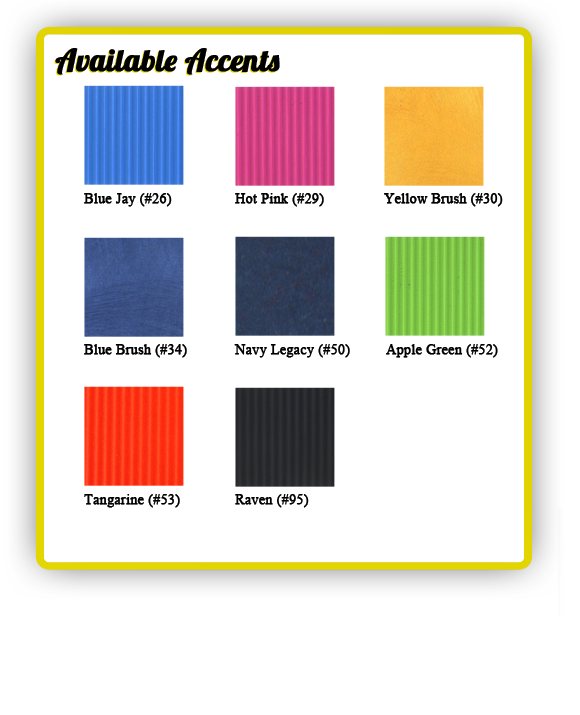 Available Accents
Blue Jay (#26)
Hot Pink (#29)
Yellow Brush (#30)
Blue Brush (#34)
Navy Legacy (#50)
Apple Green (#52)
Tangarine (#53)
Raven (#95)